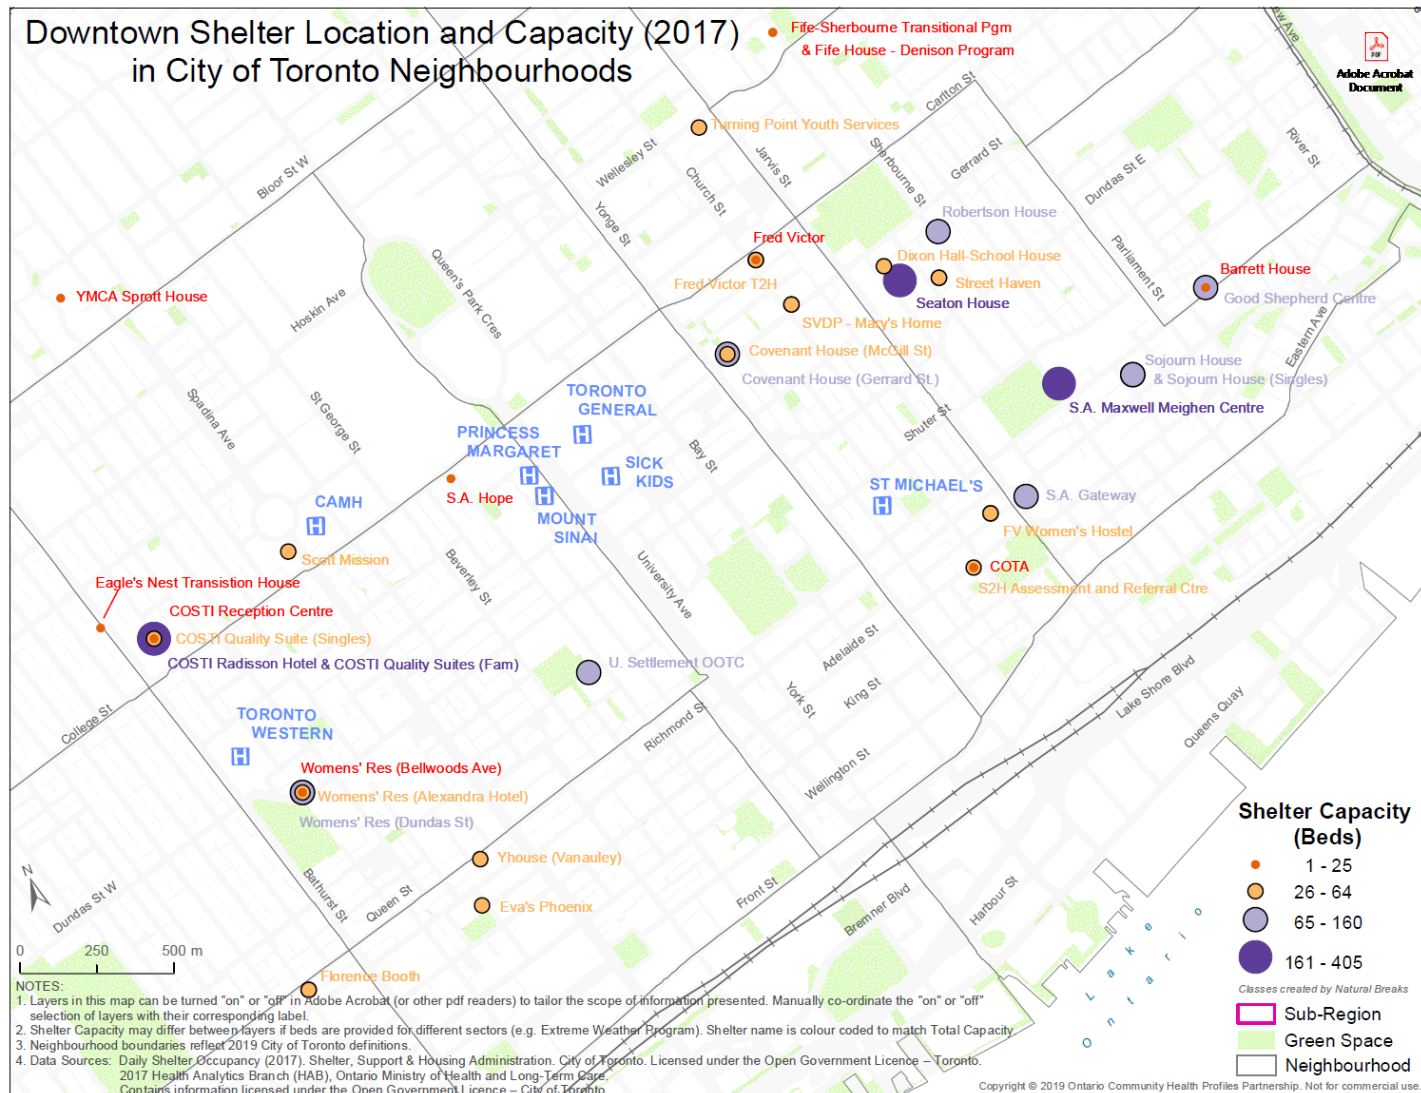 Downtown Shelter Location and Capacity (2017)
in City of Toronto Neighbourhoods
Fife-Sherbourne Transitional Pgm
& Fife House - Denison Program
Adobe Acrobat
Document
Carlton St
Turning Point Youth Services
Wellesley St
Church St
Jarvis St
Sherbourne St
Gerrard St
Dundas St E
River St
Bloor St W
Yonge St
Robertson House
Fred Victor
Dixon Hall-School House
Parliament St
Barrett House
Queen's Park Cres
Fred Victor T2H
Street Haven
YMCA Sprott House
Hoskin Ave
Seaton House
Good Shepherd Centre
SVDP - Mary's Home
Eastern Ave
Covenant House (McGill St)
Sojourn House
Covenant House (Gerrard St.)
& Sojourn House (Singles)
TORONTO
GENERAL
S.A. Maxwell Meighen Centre
Spadina Ave
St George St
Shuter St
PRINCESS
MARGARET
Bay St
H
H
SICK
KIDS
H
ST MICHAEL'S
H
S.A. Hope
H
S.A. Gateway
CAMH
H
MOUNT
SINAI
FV Women's Hostel
Scott Mission
Beverley St
University Ave
COTA
Eagle's Nest Transistion House
S2H Assessment and Referral Ctre
COSTI Reception Centre
COSTI Quality Suite (Singles)
Adelaide St
COSTI Radisson Hotel & COSTI Quality Suites (Fam)
U. Settlement OOTC
York St
King St
Lake Shore Blvd
College St
TORONTO
WESTERN
H
Richmond St
Queens Quay
Womens' Res (Bellwoods Ave)
Wellington St
Womens' Res (Alexandra Hotel)
Womens' Res (Dundas St)
Yhouse (Vanauley)
Bathurst St
Queen St
Eva's Phoenix
Front St
Bremner Blvd
Harbour St
Dundas St W
N
Lake
Ontario
Florence Booth
0 250 500 m
Shelter Capacity
(Beds)
1 - 25
26 - 64
65 - 160
161 - 405
Classes created by Natural Breaks
Sub-Region
Green Space
Neighbourhood
NOTES:
1. Layers in this map can be turned "on" or "off" in Adobe Acrobat (or other pdf readers) to tailor the scope of information presented. Manually co-ordinate the "on" or "off"
selection of layers with their corresponding label.
2. Shelter Capacity may differ between layers if beds are provided for different sectors (e.g. Extreme Weather Program). Shelter name is colour coded to match Total Capacity.
3. Neighbourhood boundaries reflect 2019 City of Toronto definitions.
4. Data Sources: Daily Shelter Occupancy (2017). Shelter, Support & Housing Administration. City of Toronto. Licensed under the Open Government Licence – Toronto.
2017 Health Analytics Branch (HAB), Ontario Ministry of Health and Long-Term Care.
Contains information licensed under the Open Government Licence – City of Toronto
Copyright © 2019 Ontario Community Health Profiles Partnership. Not for commercial use.